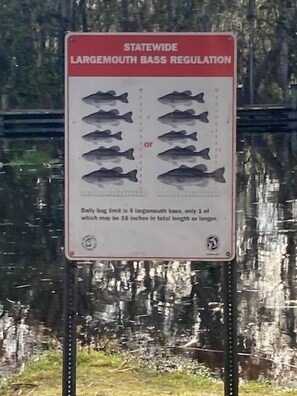 STATEWIDE
LARGEMOUTH BASS REGULATION
or
Daily bag limit is 5 largemouth bass, only 1 of
which may be 16 inches in total length or longer.